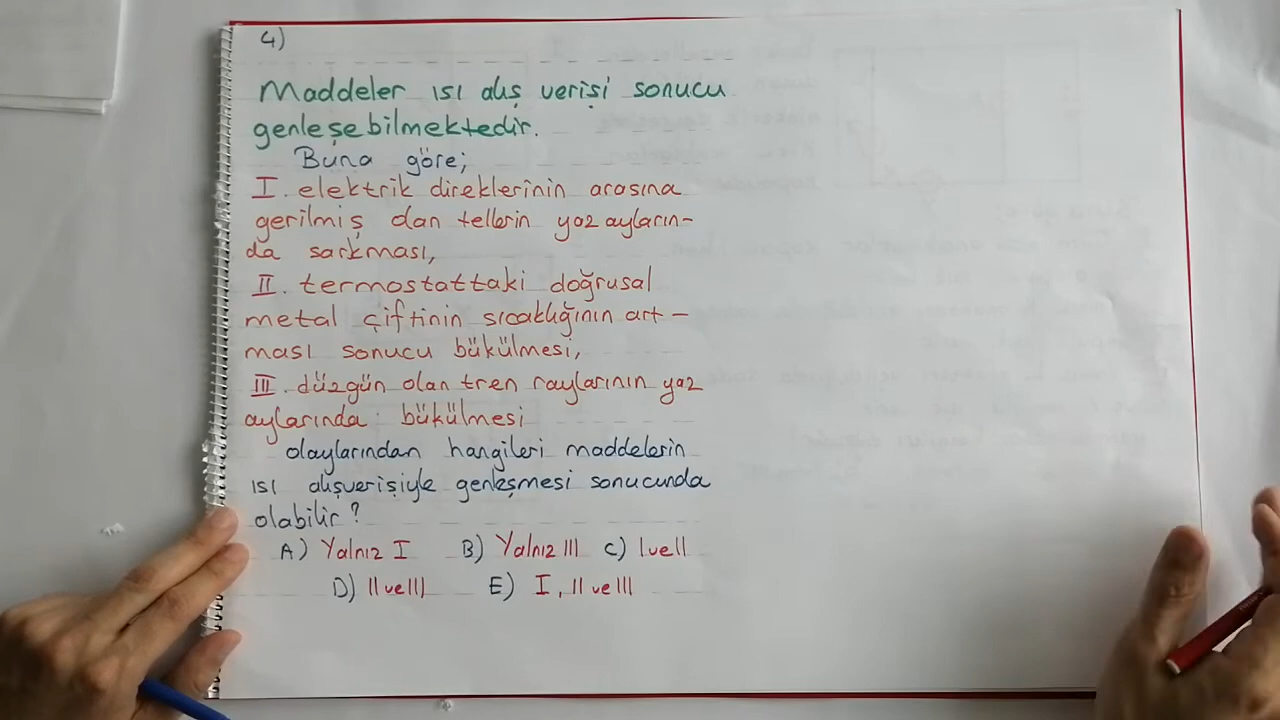 4)
Maddeler ısı alış verişi sonucu
genleşebilmektedir.
Buna göre;
I. elektrik direklerinin arasına
gerilmiş olan tellerin yaz ayların-
da sarkması,
II. termostattaki doğrusal
metal çiftinin sıcaklığının art-
ması sonucu bükülmesi,
III. düzgün olan tren raylarının yaz
aylarında bükülmesi
olaylarından hangileri maddelerin
ısı alışverişiyle genleşmesi sonucunda
olabilir?
A) Yalnız I B) Yalnız III C) I ve II
D) II ve III E) I, II ve III